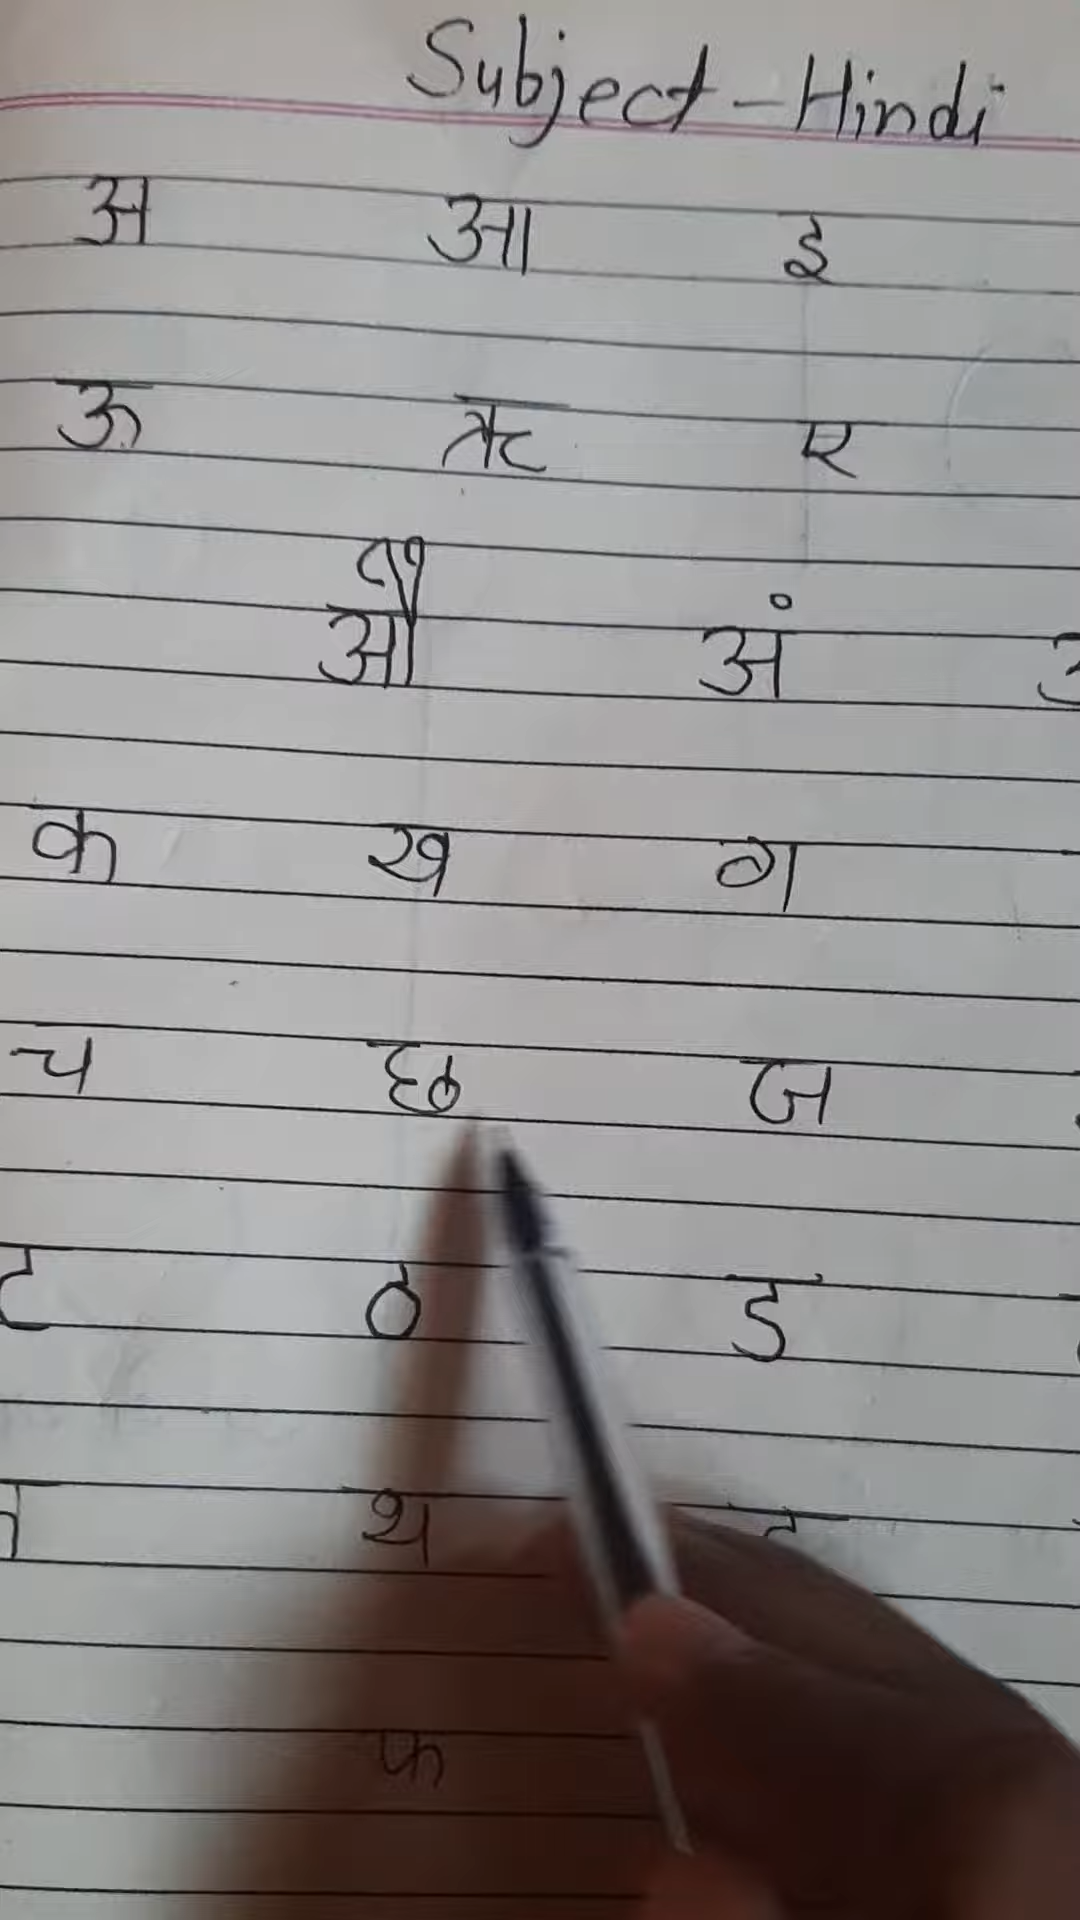 Subject - Hindi
अ आ इ
ऊ ऋ ए
औ अं
क ख ग
च छ ज
ट ठ ड
थ
फ